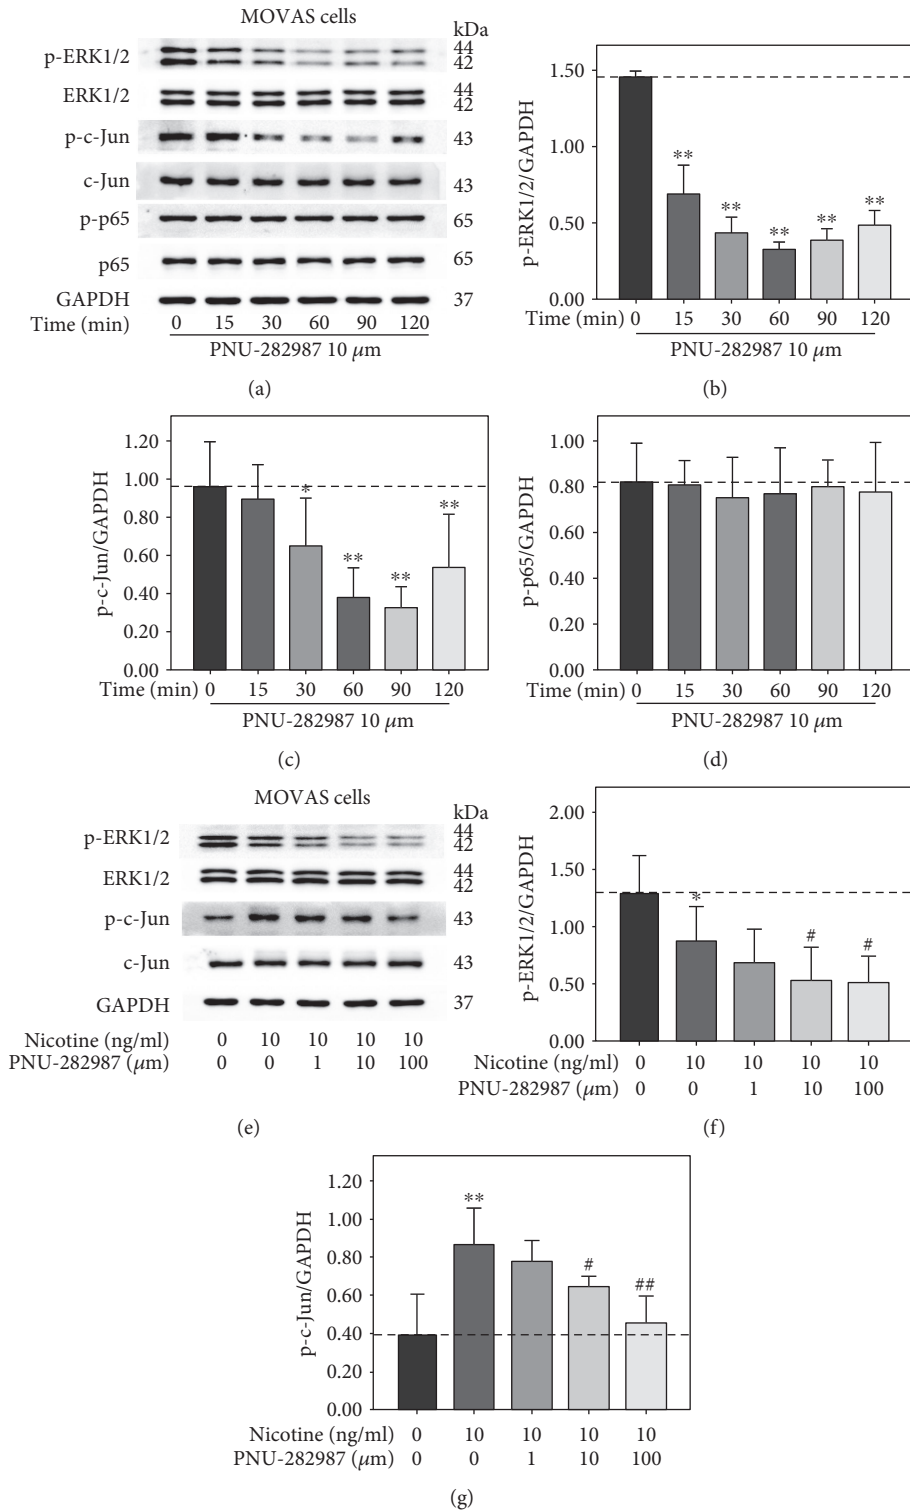 MOVAS cells
kDa
p-ERK1/2 44
42
ERK1/2 44
42
p-c-Jun 43
c-Jun 43
p-p65 65
p65 65
GAPDH 37
Time (min) 0 15 30 60 90 120
PNU-282987 10 μm
(a)
p-ERK1/2/GAPDH
1.50
1.00
0.50
0.00
** ** ** ** **
Time (min) 0 15 30 60 90 120
PNU-282987 10 μm
(b)
p-c-Jun/GAPDH
1.20
1.00
0.80
0.60
0.40
0.20
0.00
* ** ** **
Time (min) 0 15 30 60 90 120
PNU-282987 10 μm
(c)
p-p65/GAPDH
1.00
0.80
0.60
0.40
0.20
0.00
Time (min) 0 15 30 60 90 120
PNU-282987 10 μm
(d)
MOVAS cells
kDa
p-ERK1/2 44
42
ERK1/2 44
42
p-c-Jun 43
c-Jun 43
GAPDH 37
Nicotine (ng/ml) 0 10 10 10 10
PNU-282987 (μm) 0 0 1 10 100
(e)
p-ERK1/2/GAPDH
2.00
1.50
1.00
0.50
0.00
* # #
Nicotine (ng/ml) 0 10 10 10 10
PNU-282987 (μm) 0 0 1 10 100
(f)
p-c-Jun/GAPDH
1.20
1.00
0.80
0.60
0.40
0.20
0.00
** # ##
Nicotine (ng/ml) 0 10 10 10 10
PNU-282987 (μm) 0 0 1 10 100
(g)